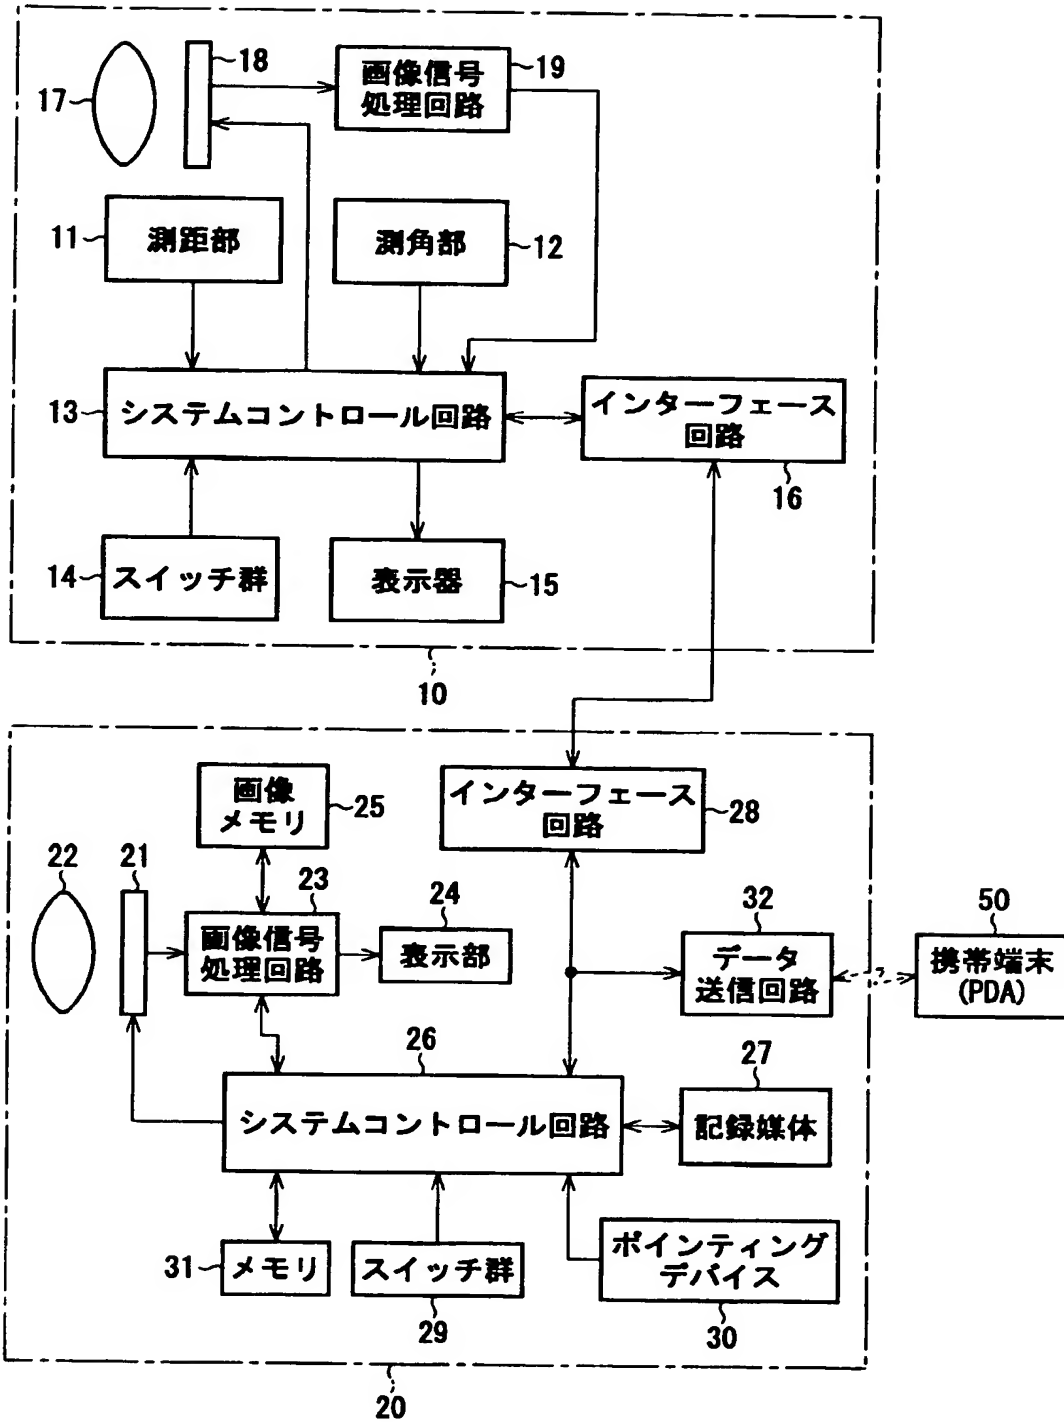 18
画像信号
処理回路
19
17
11
測距部
測角部
12
13
システムコントロール回路
インターフェース
回路
16
14
スイッチ群
表示器
15
10
画像
メモリ
25
インターフェース
回路
28
22
21
23
画像信号
処理回路
24
表示部
32
データ
送信回路
50
携帯端末
(PDA)
26
システムコントロール回路
27
記録媒体
31
メモリ
スイッチ群
29
ポインティング
デバイス
30
20